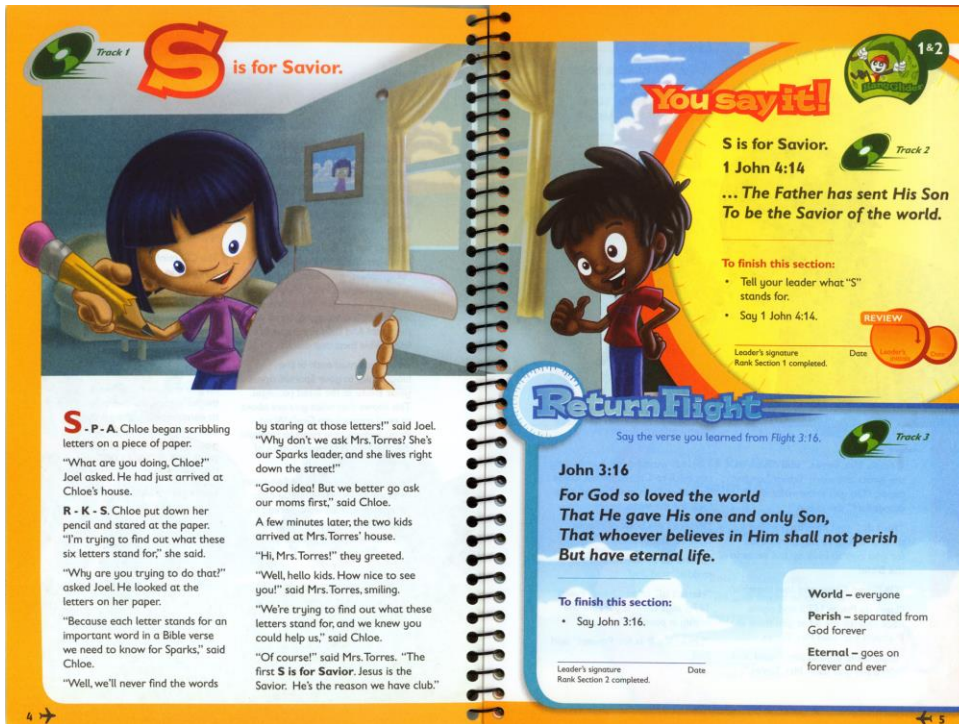 Track 1
S is for Savior.
S - P - A. Chloe began scribbling
letters on a piece of paper.
"What are you doing, Chloe?"
Joel asked. He had just arrived at
Chloe's house.
R - K - S. Chloe put down her
pencil and stared at the paper.
"I'm trying to find out what these
six letters stand for," she said.
"Why are you trying to do that?"
asked Joel. He looked at the
letters on her paper.
"Because each letter stands for an
important word in a Bible verse
we need to know for Sparks," said
Chloe.
"Well, we'll never find the words
by staring at those letters!" said Joel.
"Why don't we ask Mrs. Torres? She's
our Sparks leader, and she lives right
down the street!"
"Good idea! But we better go ask
our moms first," said Chloe.
A few minutes later, the two kids
arrived at Mrs. Torres' house.
"Hi, Mrs. Torres!" they greeted.
"Well, hello kids. How nice to see
you!" said Mrs. Torres, smiling.
"We're trying to find out what these
letters stand for, and we knew you
could help us," said Chloe.
"Of course!" said Mrs. Torres. "The
first S is for Savior. Jesus is the
Savior. He's the reason we have club."
4
1&2
HangGlider
You say it!
S is for Savior.
Track 2
1 John 4:14
... The Father has sent His Son
To be the Savior of the world.
To finish this section:
• Tell your leader what "S"
stands for.
• Say 1 John 4:14.
REVIEW
Leader's initials
Date
Leader's signature Date
Rank Section 1 completed.
Return Flight
Say the verse you learned from Flight 3:16.
Track 3
John 3:16
For God so loved the world
That He gave His one and only Son,
That whoever believes in Him shall not perish
But have eternal life.
To finish this section:
• Say John 3:16.
Leader's signature Date
Rank Section 2 completed.
World – everyone
Perish – separated from
God forever
Eternal – goes on
forever and ever
5